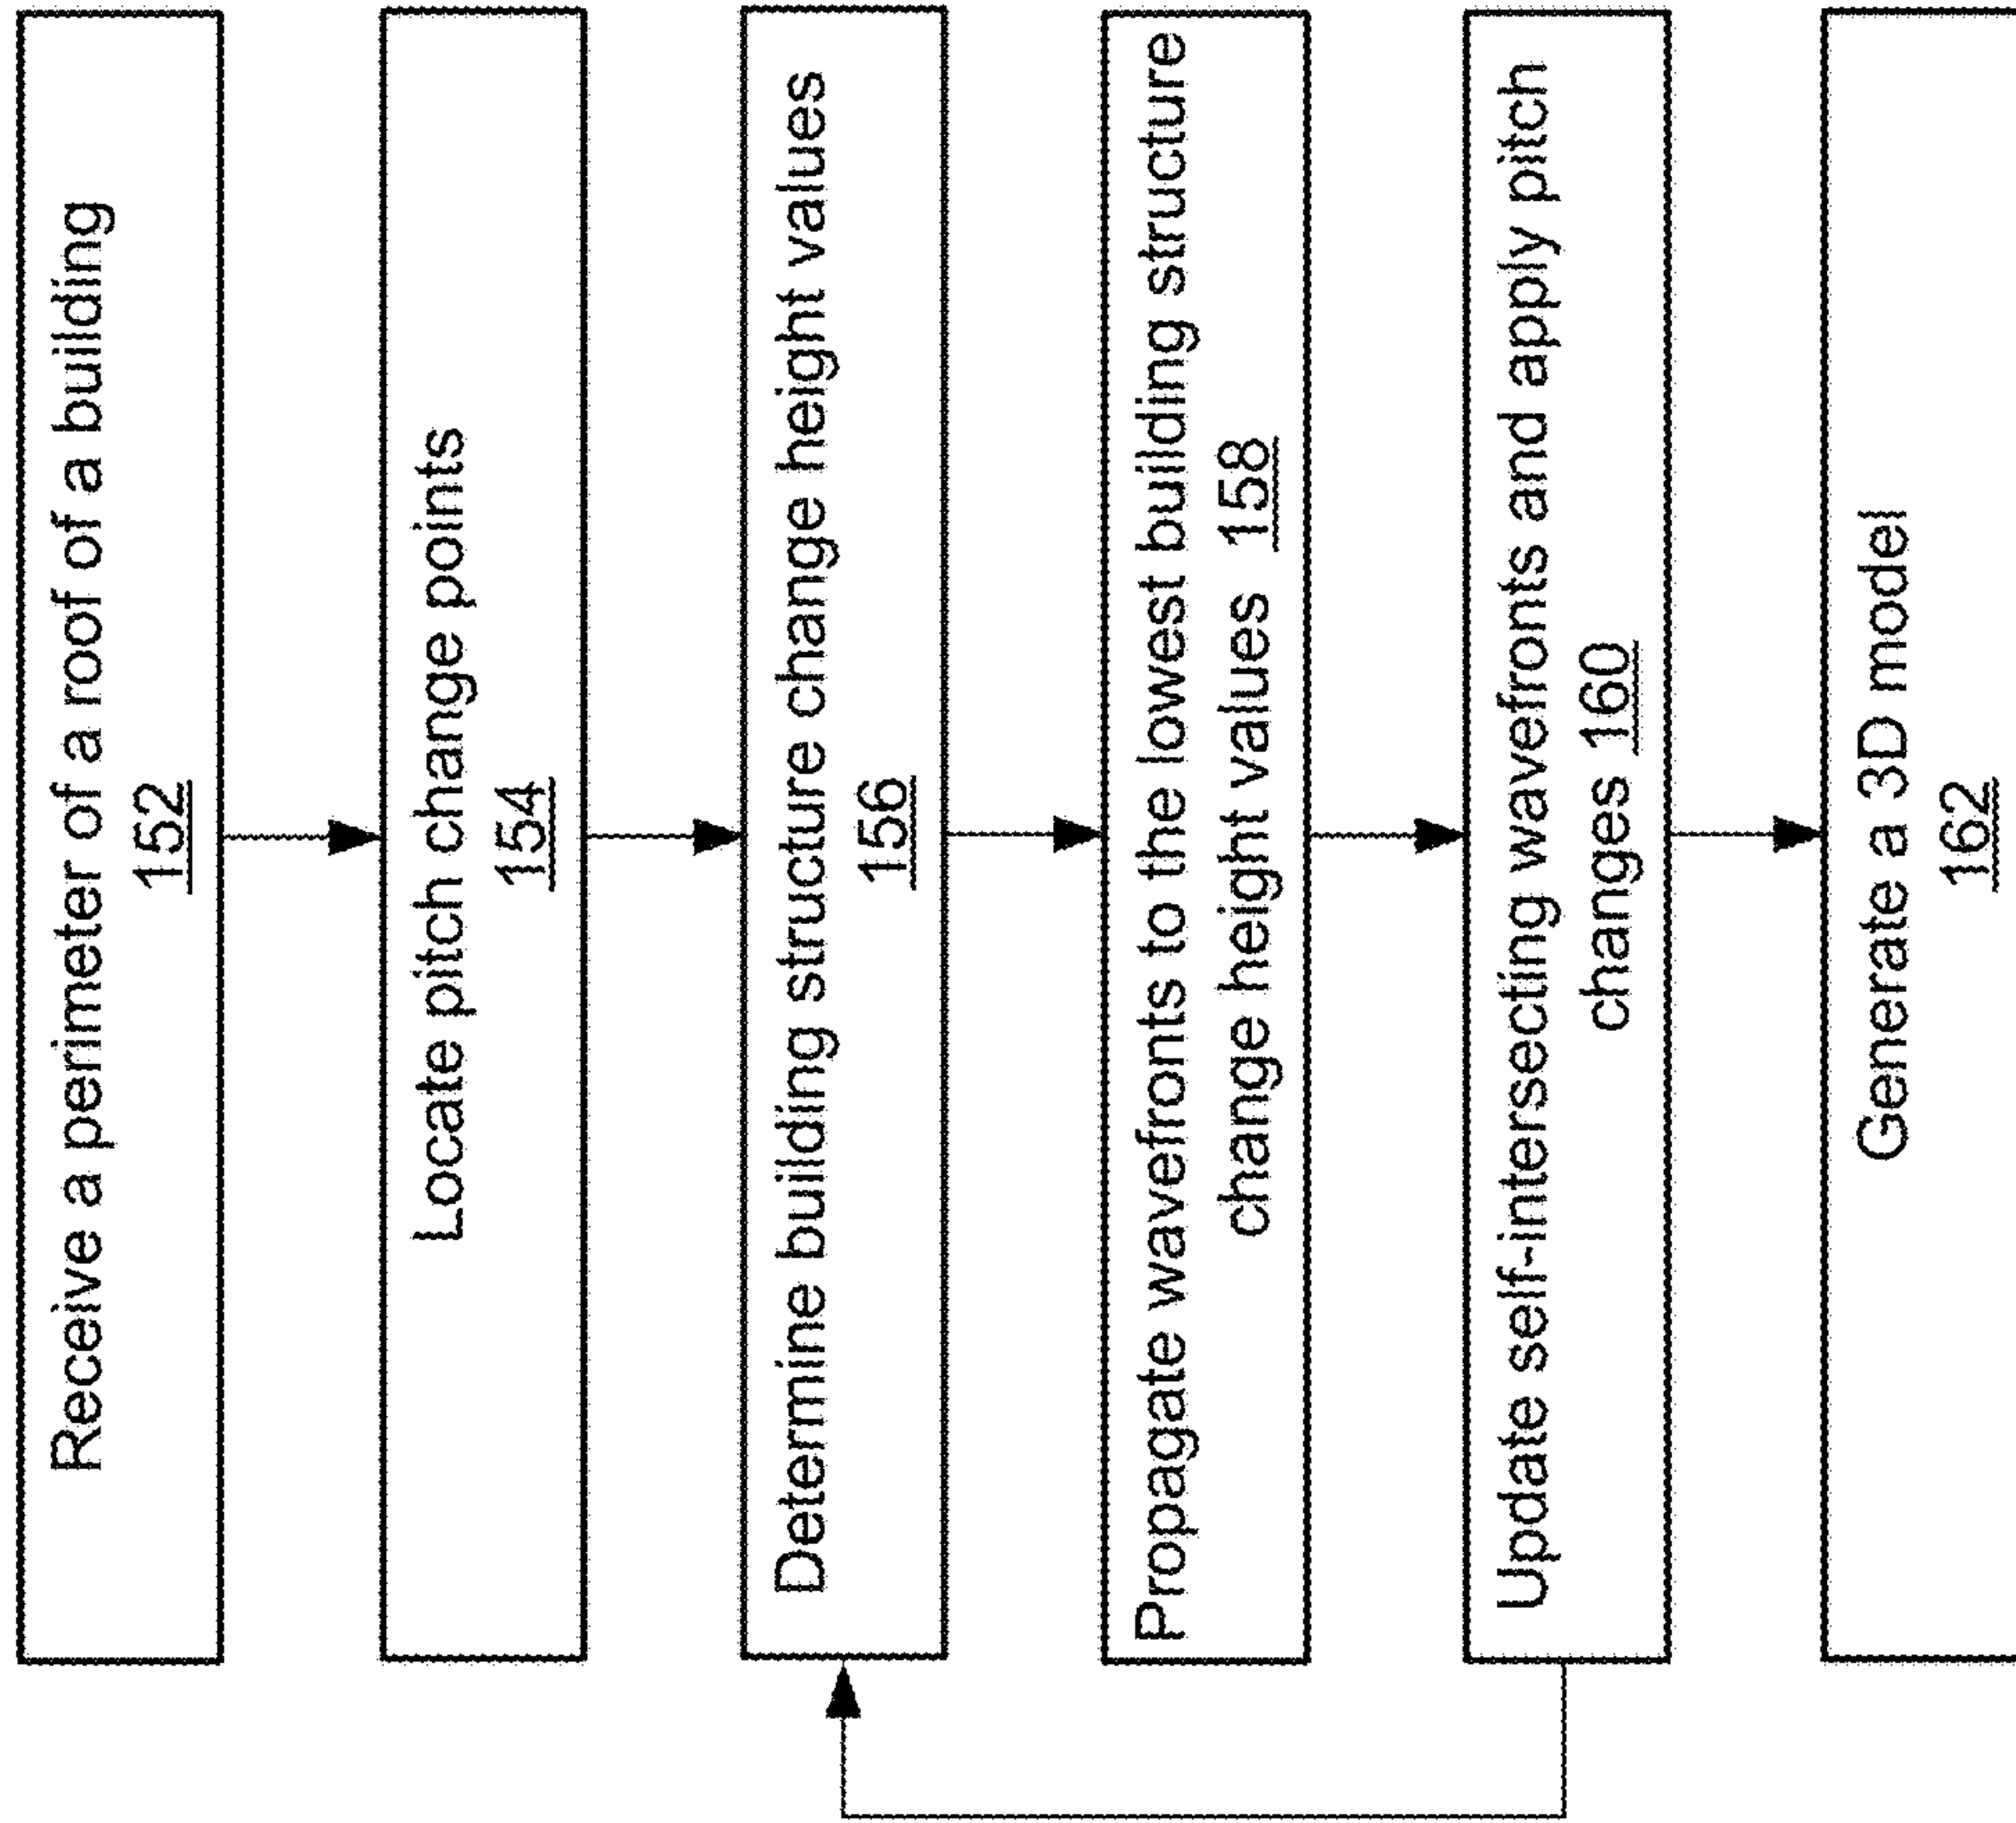 Receive a perimeter of a roof of a building
152
Locate pitch change points
154
Determine building structure change height values
156
Propagate wavefronts to the lowest building structure
change height values 158
Update self-intersecting wavefronts and apply pitch
changes 160
Generate a 3D model
162